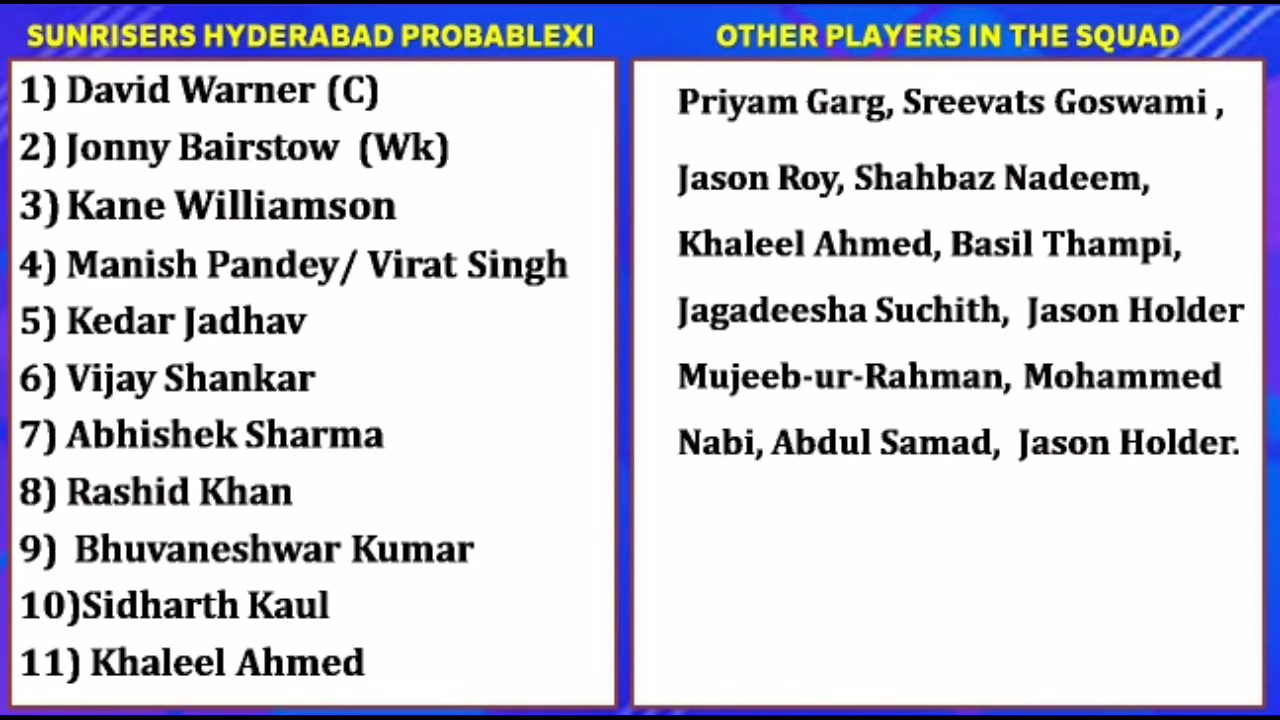 SUNRISERS HYDERABAD PROBABLEXI
1) David Warner (C)
2) Jonny Bairstow (Wk)
3) Kane Williamson
4) Manish Pandey/ Virat Singh
5) Kedar Jadhav
6) Vijay Shankar
7) Abhishek Sharma
8) Rashid Khan
9) Bhuvaneshwar Kumar
10)Sidharth Kaul
11) Khaleel Ahmed
OTHER PLAYERS IN THE SQUAD
Priyam Garg, Sreevats Goswami ,
Jason Roy, Shahbaz Nadeem,
Khaleel Ahmed, Basil Thampi,
Jagadeesha Suchith, Jason Holder
Mujeeb-ur-Rahman, Mohammed
Nabi, Abdul Samad, Jason Holder.